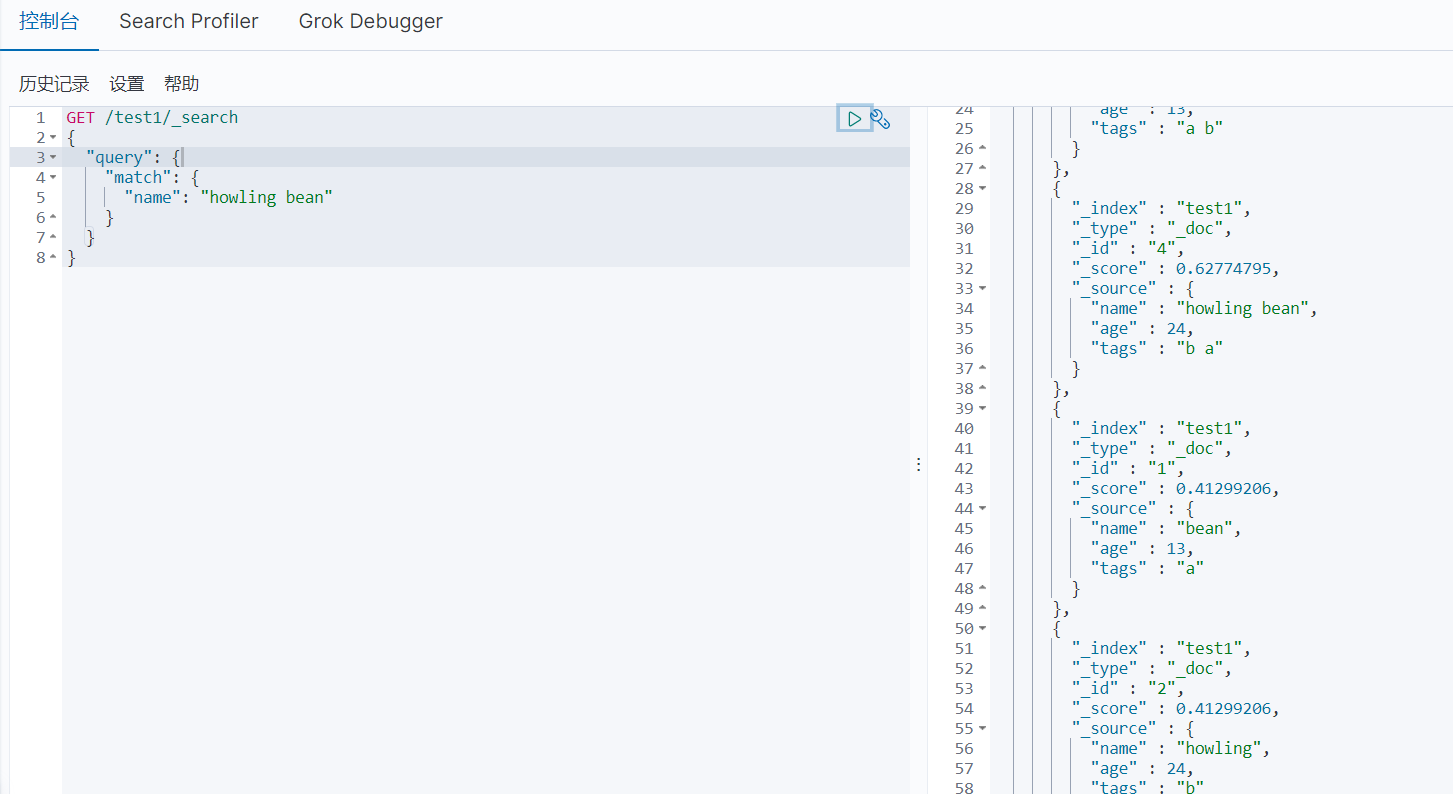 控制台 Search Profiler Grok Debugger
历史记录 设置 帮助
1 GET /test1/_search
2 {
3 "query": {
4 "match": {
5 "name": "howling bean"
6 }
7 }
8 }
24 "age" : 13,
25 "tags" : "a b"
26 }
27 },
28 {
29 "_index" : "test1",
30 "_type" : "_doc",
31 "_id" : "4",
32 "_score" : 0.62774795,
33 "_source" : {
34 "name" : "howling bean",
35 "age" : 24,
36 "tags" : "b a"
37 }
38 },
39 {
40 "_index" : "test1",
41 "_type" : "_doc",
42 "_id" : "1",
43 "_score" : 0.41299206,
44 "_source" : {
45 "name" : "bean",
46 "age" : 13,
47 "tags" : "a"
48 }
49 },
50 {
51 "_index" : "test1",
52 "_type" : "_doc",
53 "_id" : "2",
54 "_score" : 0.41299206,
55 "_source" : {
56 "name" : "howling",
57 "age" : 24,
58 "tags" : "b"